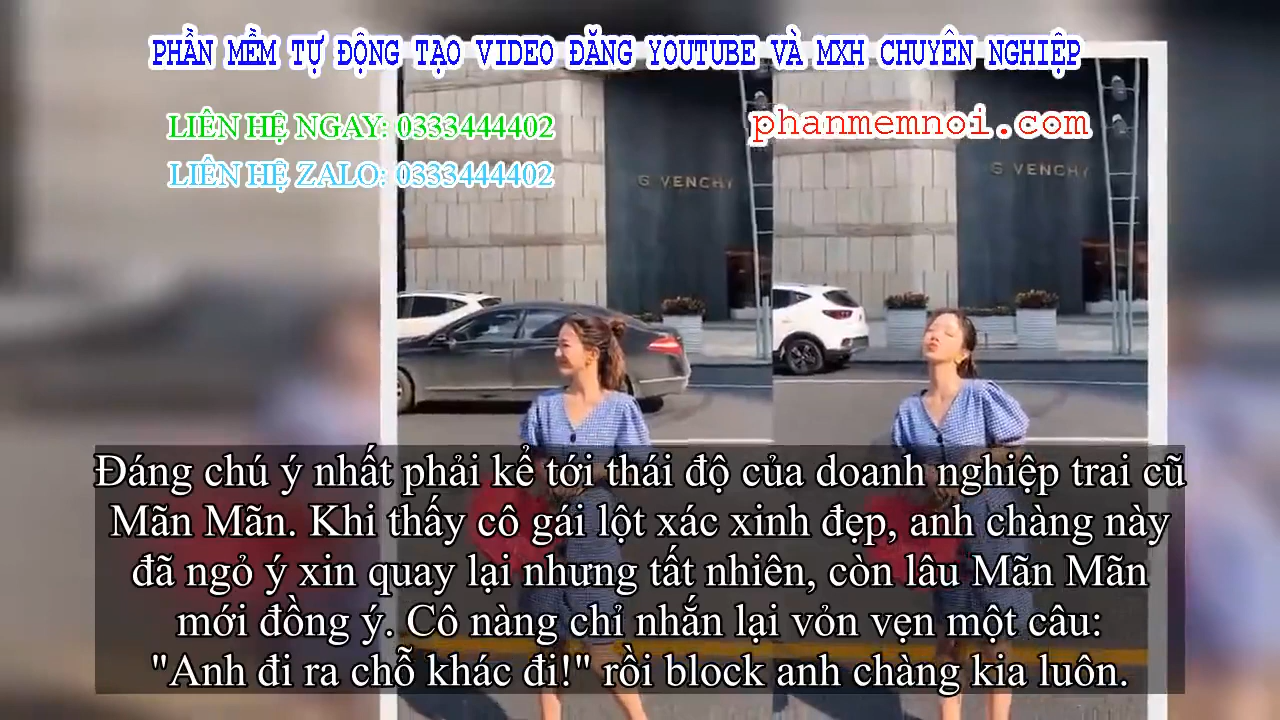 PHẦN MỀM TỰ ĐỘNG TẠO VIDEO ĐĂNG YOUTUBE VÀ MXH CHUYÊN NGHIỆP
LIÊN HỆ NGAY: 0333444402
phanmemnoi.com
LIÊN HỆ ZALO: 0333444402
GIVENCHY
GIVENCHY
Đáng chú ý nhất phải kể tới thái độ của doanh nghiệp trai cũ
Mãn Mãn. Khi thấy cô gái lột xác xinh đẹp, anh chàng này
đã ngỏ ý xin quay lại nhưng tất nhiên, còn lâu Mãn Mãn
mới đồng ý. Cô nàng chỉ nhắn lại vỏn vẹn một câu:
"Anh đi ra chỗ khác đi!" rồi block anh chàng kia luôn.